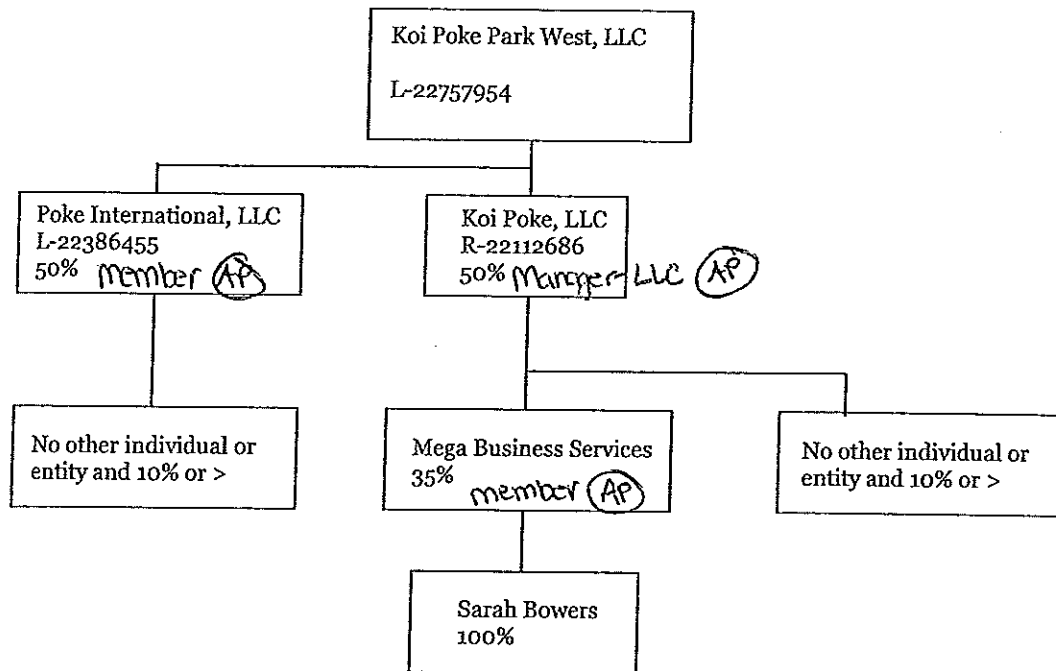 Koi Poke Park West, LLC
L-22757954
Poke International, LLC
L-22386455
50% member AP
Koi Poke, LLC
R-22112686
50% Manager-LLC AP
No other individual or
entity and 10% or >
Mega Business Services
35% member AP
No other individual or
entity and 10% or >
Sarah Bowers
100%